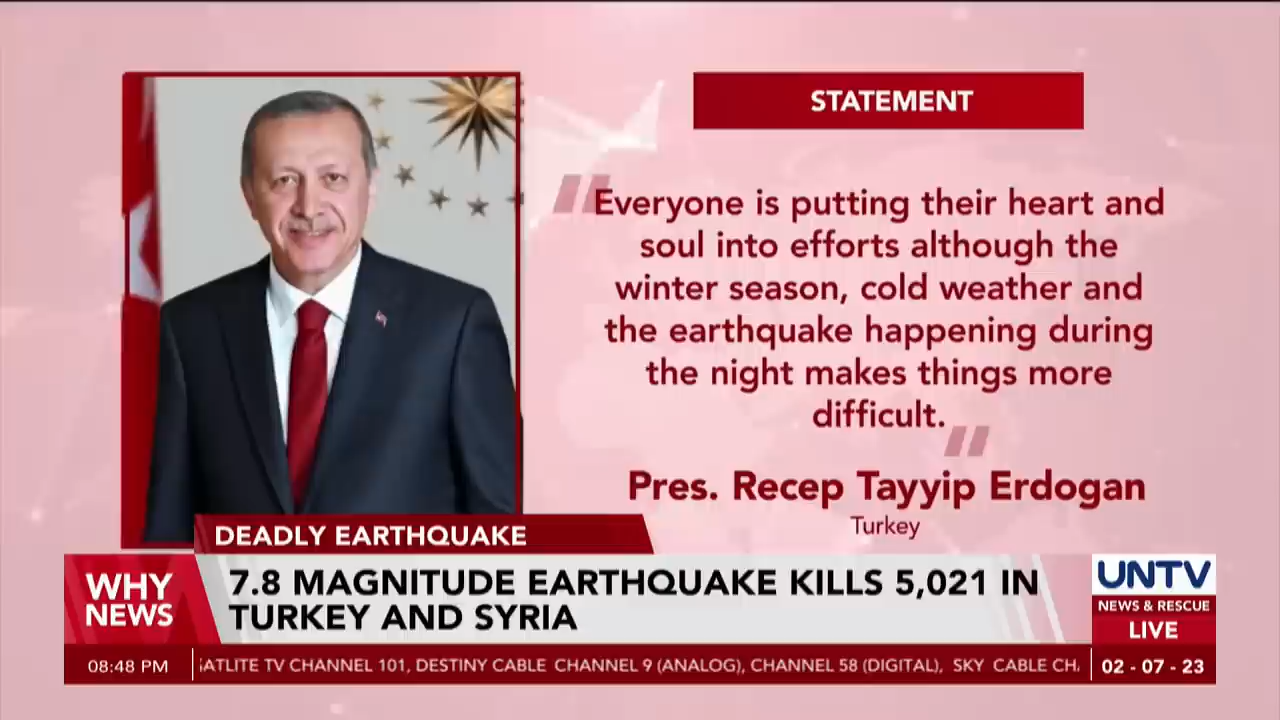 STATEMENT
Everyone is putting their heart and
soul into efforts although the
winter season, cold weather and
the earthquake happening during
the night makes things more
difficult.
Pres. Recep Tayyip Erdogan
Turkey
DEADLY EARTHQUAKE
WHY
NEWS
7.8 MAGNITUDE EARTHQUAKE KILLS 5,021 IN
TURKEY AND SYRIA
UNTV
NEWS & RESCUE
LIVE
08:48 PM
TV CHANNEL 101, DESTINY CABLE CHANNEL 9 (ANALOG), CHANNEL 58 (DIGITAL), SKY CABLE
02 - 07 - 23